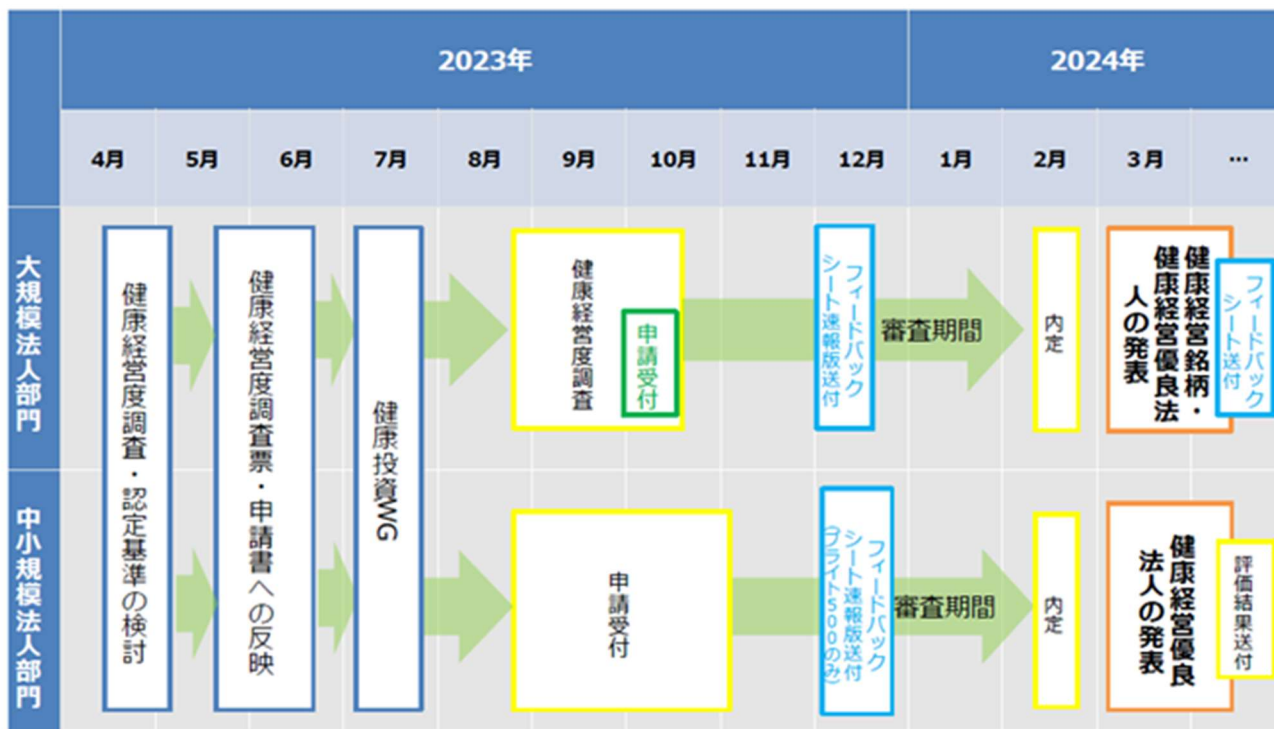 2023年
2024年
4月
5月
6月
7月
8月
9月
10月
11月
12月
1月
2月
3月
…
大規模法人部門
健康経営度調査・認定基準の検討
健康経営度調査票・申請書への反映
健康投資WG
健康経営度調査
申請受付
フィードバック
シート速報版送付
審査期間
内定
健康経営銘柄・
健康経営優良法
人の発表
フィードバック
シート送付
中小規模法人部門
申請受付
フィードバック
シート速報版送付
(ブライト500のみ)
審査期間
内定
健康経営優良
法人の発表
評価結果送付